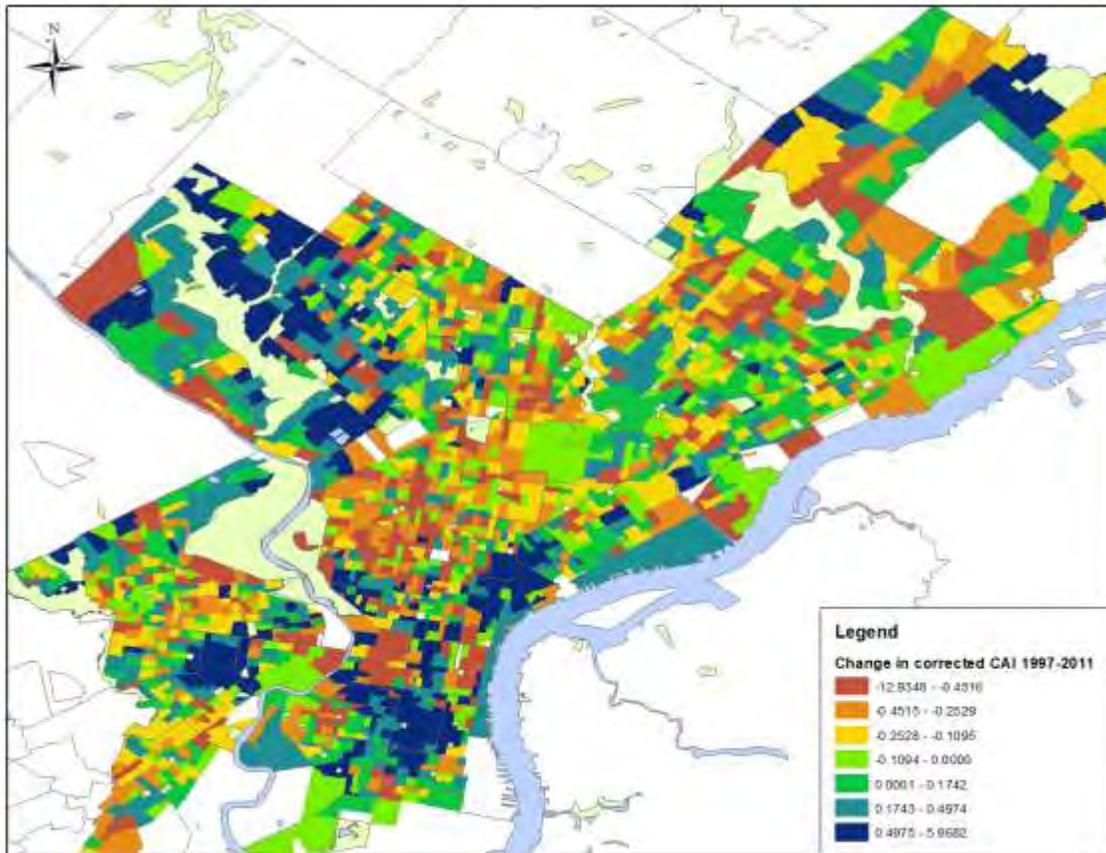 N
Legend
Change in corrected CAI 1997-2011
-12.9348 - -0.4516
-0.4515 - -0.2529
-0.2528 - -0.1095
-0.1094 - 0.0000
0.0001 - 0.1742
0.1743 - 0.4974
0.4975 - 5.9682